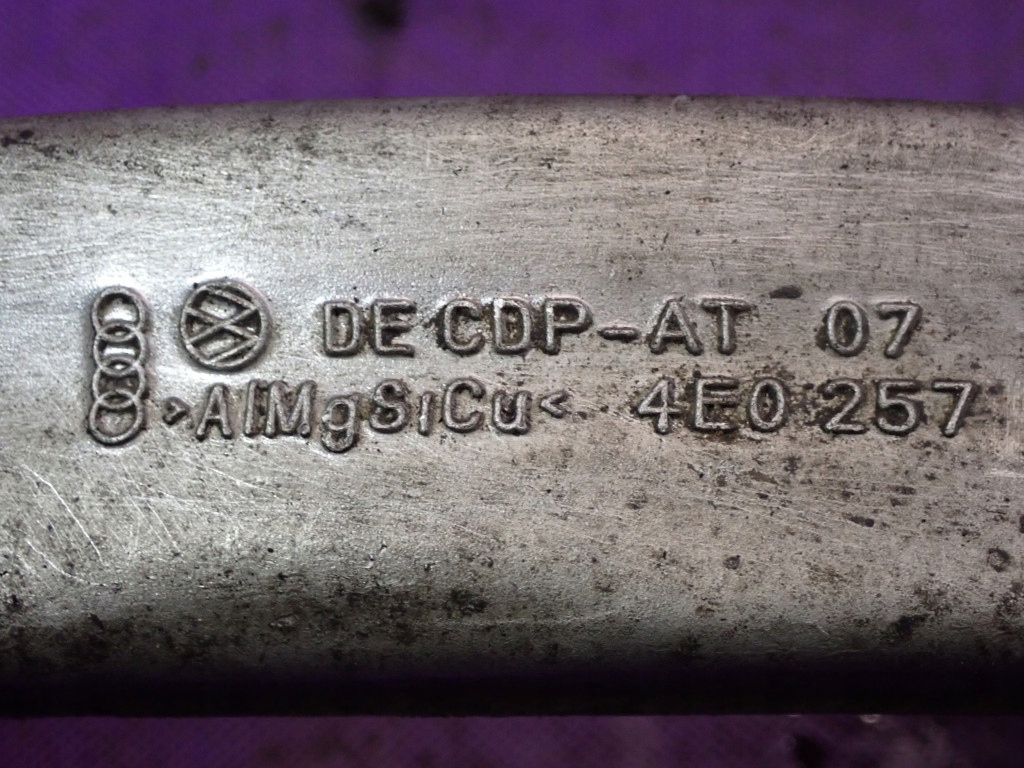 DE CDP-AT 07
>AlMgSiCu< 4E0 257